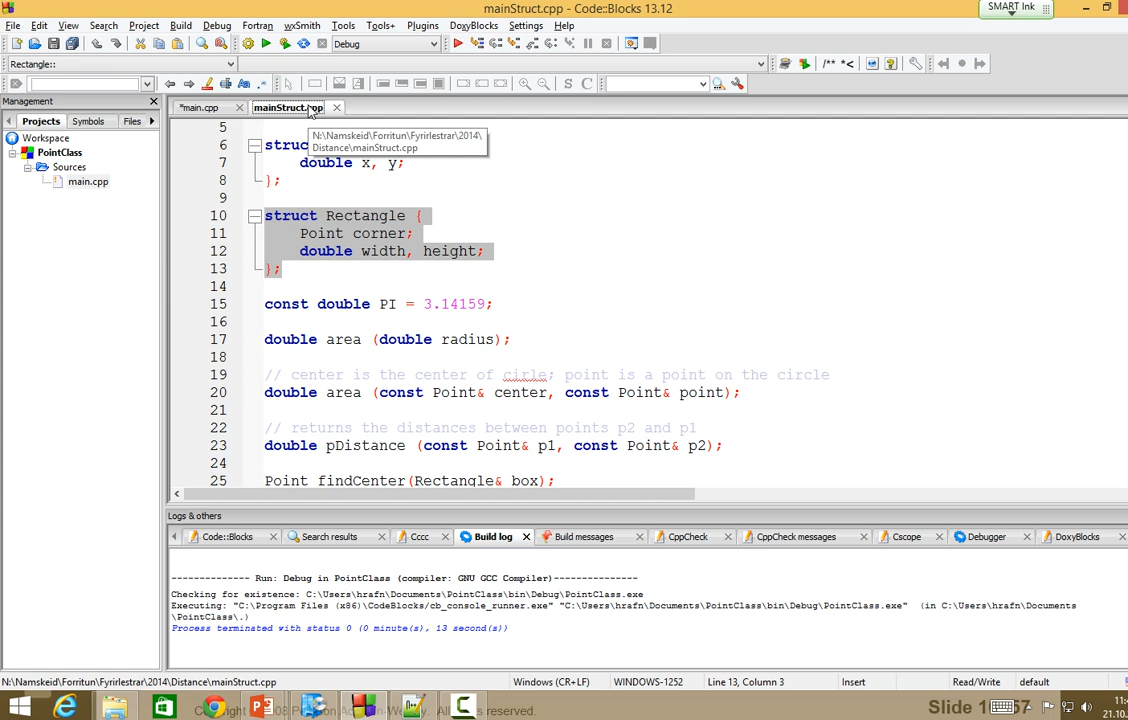 mainStruct.cpp - Code::Blocks 13.12
SMART Ink
File Edit View Search Project Build Debug Fortran wxSmith Tools Tools+ Plugins DoxyBlocks Settings Help
Debug
Rectangle::
/** *<
S C
Management
*main.cpp
mainStruct.cpp
Projects Symbols Files
N:\Namskeid\Forritun\Fyrirlestrar\2014\
Distance\mainStruct.cpp
Workspace
PointClass
Sources
main.cpp
5
6 struc
7 double x, y;
8 };
9
10 struct Rectangle {
11 Point corner;
12 double width, height;
13 };
14
15 const double PI = 3.14159;
16
17 double area (double radius);
18
19 // center is the center of cirle; point is a point on the circle
20 double area (const Point& center, const Point& point);
21
22 // returns the distances between points p2 and p1
23 double pDistance (const Point& p1, const Point& p2);
24
25 Point findCenter(Rectangle& box);
Logs & others
Code::Blocks Search results Cccc Build log Build messages CppCheck CppCheck messages Cscope Debugger DoxyBlocks
-------------- Run: Debug in PointClass (compiler: GNU GCC Compiler)---------------
Checking for existence: C:\Users\hrafn\Documents\PointClass\bin\Debug\PointClass.exe
Executing: "C:\Program Files (x86)\CodeBlocks/cb_console_runner.exe" "C:\Users\hrafn\Documents\PointClass\bin\Debug\PointClass.exe" (in C:\Users\hrafn\Documents
\PointClass\.)
Process terminated with status 0 (0 minute(s), 13 second(s))
N:\Namskeid\Forritun\Fyrirlestrar\2014\Distance\mainStruct.cpp Windows (CR+LF) WINDOWS-1252 Line 13, Column 3 Insert Read/Write default
Slide
21.10